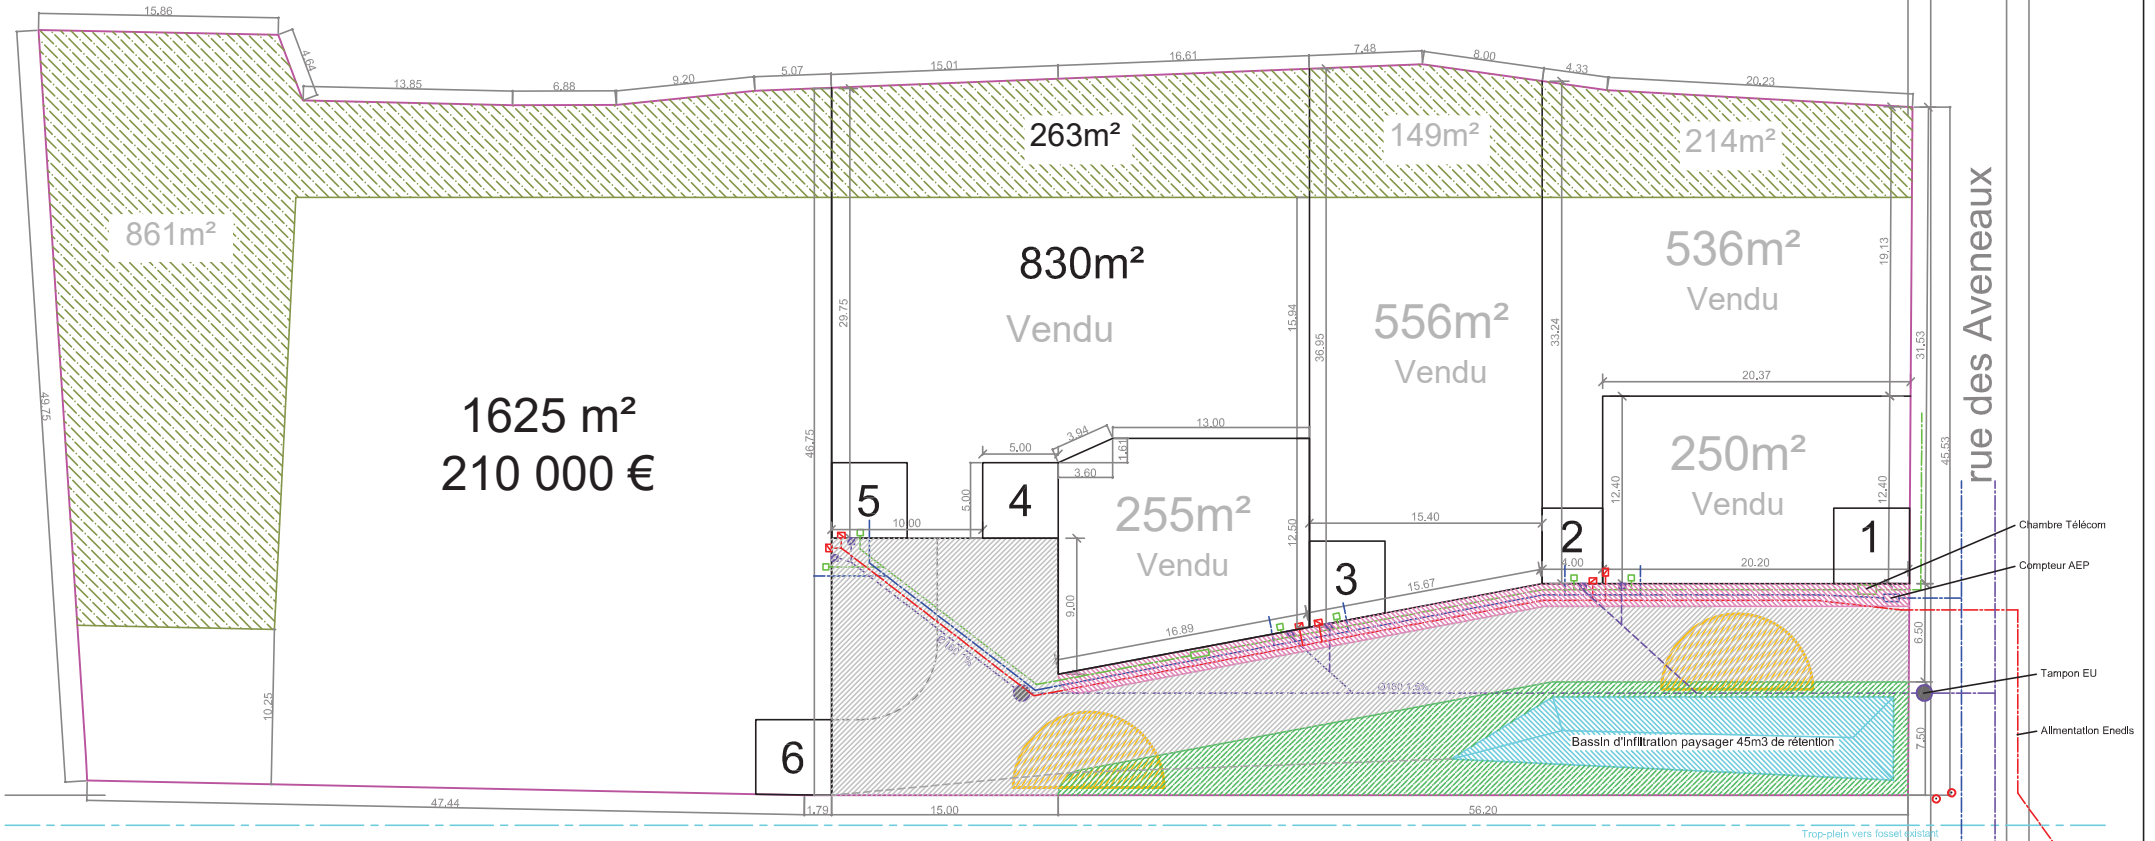 15.86
4.64
13.85
6.88
9.20
5.07
15.01
16.61
7.48
8.00
4.33
20.23
263m²
149m²
214m²
861m²
830m²
Vendu
556m²
Vendu
536m²
Vendu
19,13
31.53
45.53
rue des Aveneaux
49.75
29.75
46.75
15.94
36.95
33.24
1625 m²
210 000 €
20.37
250m²
Vendu
12.40
12.40
13.00
3.94
1.61
5.00
3.60
5.00
10.00
5
4
255m²
Vendu
12.50
15.40
2
1
3
4.00
20.20
15.67
16.89
9.00
Chambre Télécom
Compteur AEP
6.50
Tampon EU
Ø160 1.5%
10.25
6
Bassin d'infiltration paysager 45m3 de rétention
7.50
Alimentation Enedis
47.44
1.79
15.00
56.20
Trop-plein vers fosset existant